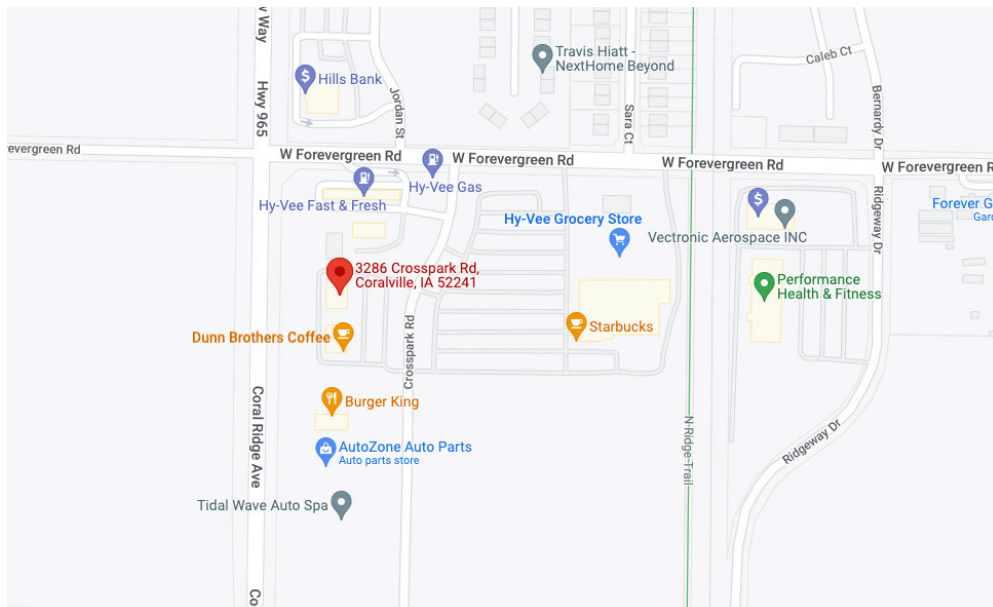 w Way
Travis Hiatt -
NextHome Beyond
Caleb Ct
$ Hills Bank
Hwy 965
Jordan St
Sara Ct
Bernardy Dr
evergreen Rd
W Forevergreen Rd
W Forevergreen Rd
W Forevergreen Rd
W Forevergreen R
Hy-Vee Gas
Hy-Vee Fast & Fresh
Hy-Vee Grocery Store
$
Forever G
Gar
Vectronic Aerospace INC
Ridgeway Dr
3286 Crosspark Rd,
Coralville, IA 52241
Performance
Health & Fitness
Dunn Brothers Coffee
Starbucks
Crosspark Rd
Coral Ridge Ave
Burger King
N-Ridge-Trail
AutoZone Auto Parts
Auto parts store
Ridgeway Dr
Tidal Wave Auto Spa
Co